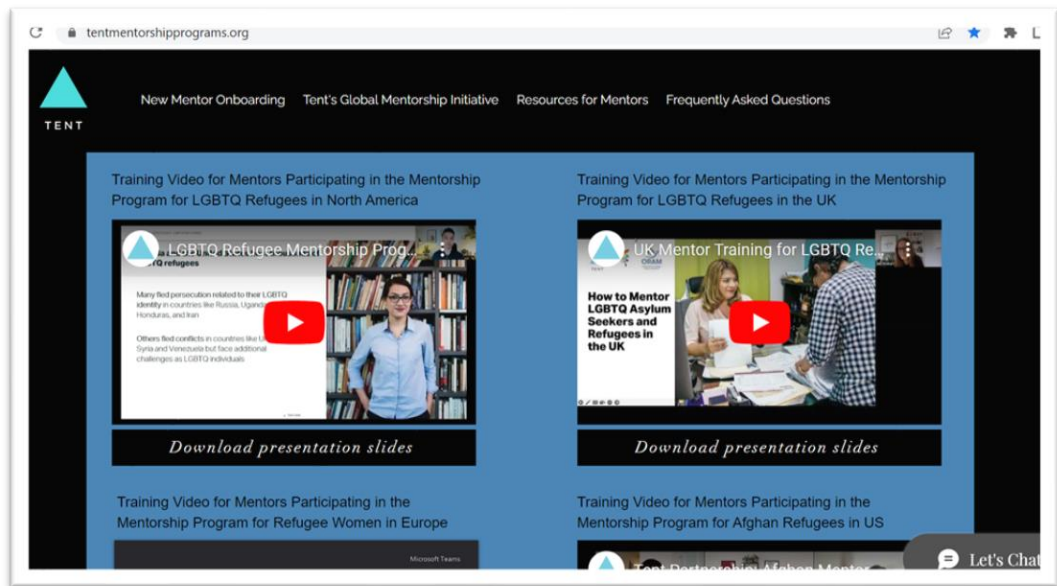 tentmentorshipprograms.org
TENT
New Mentor Onboarding Tent's Global Mentorship Initiative Resources for Mentors Frequently Asked Questions
Training Video for Mentors Participating in the Mentorship
Program for LGBTQ Refugees in North America
LGBTQ Refugee Mentorship Prog...
refugees
Many fled persecution related to their LGBTQ
identity in countries like Russia, Uganda,
Honduras, and Iran
Others fled conflicts in countries like
Syria and Venezuela but face additional
challenges as LGBTQ individuals
Download presentation slides
Training Video for Mentors Participating in the Mentorship
Program for LGBTQ Refugees in the UK
UK Mentor Training for LGBTQ Re...
TENT ORAM
How to Mentor
LGBTQ Asylum
Seekers and
Refugees in
the UK
Download presentation slides
Training Video for Mentors Participating in the
Mentorship Program for Refugee Women in Europe
Microsoft Teams
Training Video for Mentors Participating in the
Mentorship Program for Afghan Refugees in US
Tent Partnership: Afghan Mentor...
Let's Chat